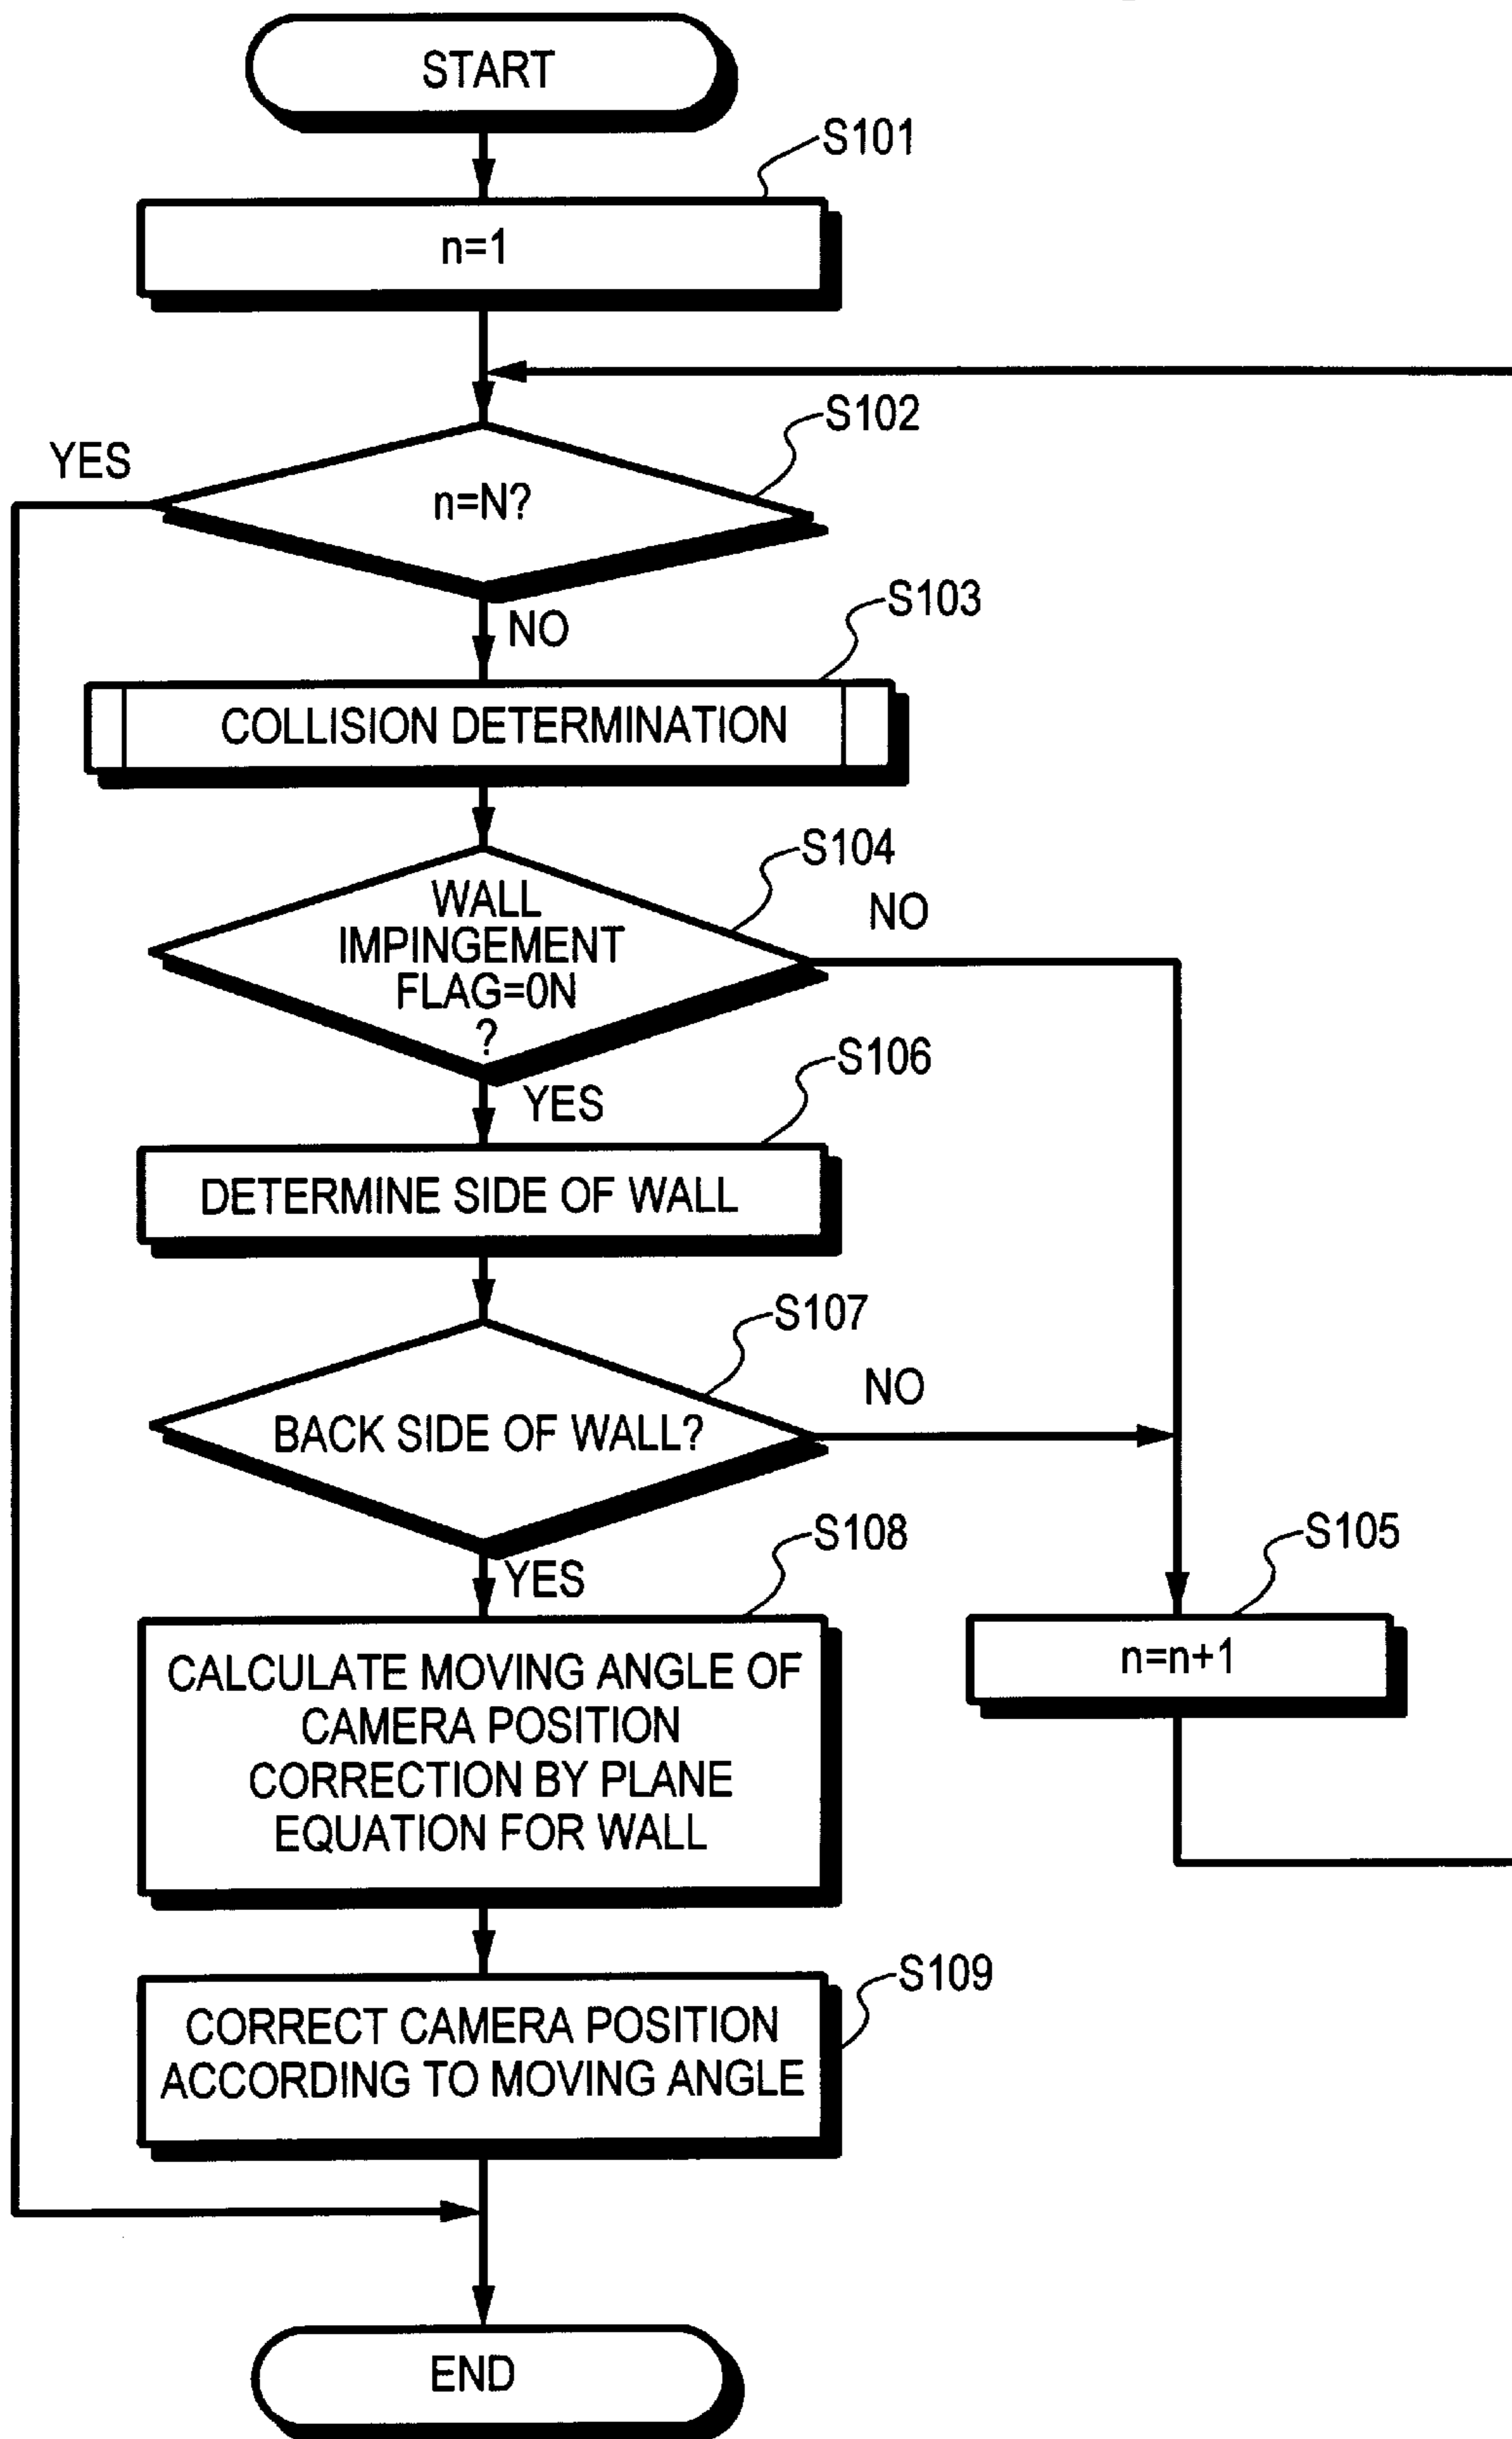 START
S101
n=1
S102
YES
n=N?
NO
S103
COLLISION DETERMINATION
S104
WALL
IMPINGEMENT
FLAG=0N
?
NO
YES
S106
DETERMINE SIDE OF WALL
S107
BACK SIDE OF WALL?
NO
YES
S108
CALCULATE MOVING ANGLE OF
CAMERA POSITION
CORRECTION BY PLANE
EQUATION FOR WALL
S105
n=n+1
S109
CORRECT CAMERA POSITION
ACCORDING TO MOVING ANGLE
END